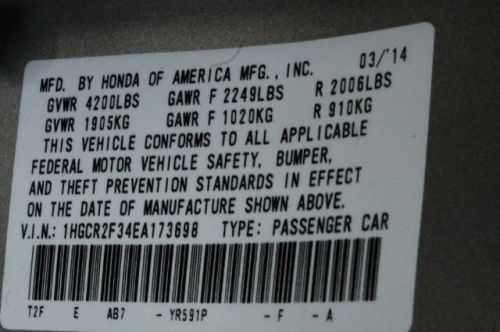 MFD. BY HONDA OF AMERICA MFG., INC. 03/'14
GVWR 4200LBS GAWR F 2249LBS R 2006LBS
GVWR 1905KG GAWR F 1020KG R 910KG
THIS VEHICLE CONFORMS TO ALL APPLICABLE
FEDERAL MOTOR VEHICLE SAFETY, BUMPER,
AND THEFT PREVENTION STANDARDS IN EFFECT
ON THE DATE OF MANUFACTURE SHOWN ABOVE.
V.I.N.: 1HGCR2F34EA173698 TYPE: PASSENGER CAR
T2F E AB7 - YR591P - F - A